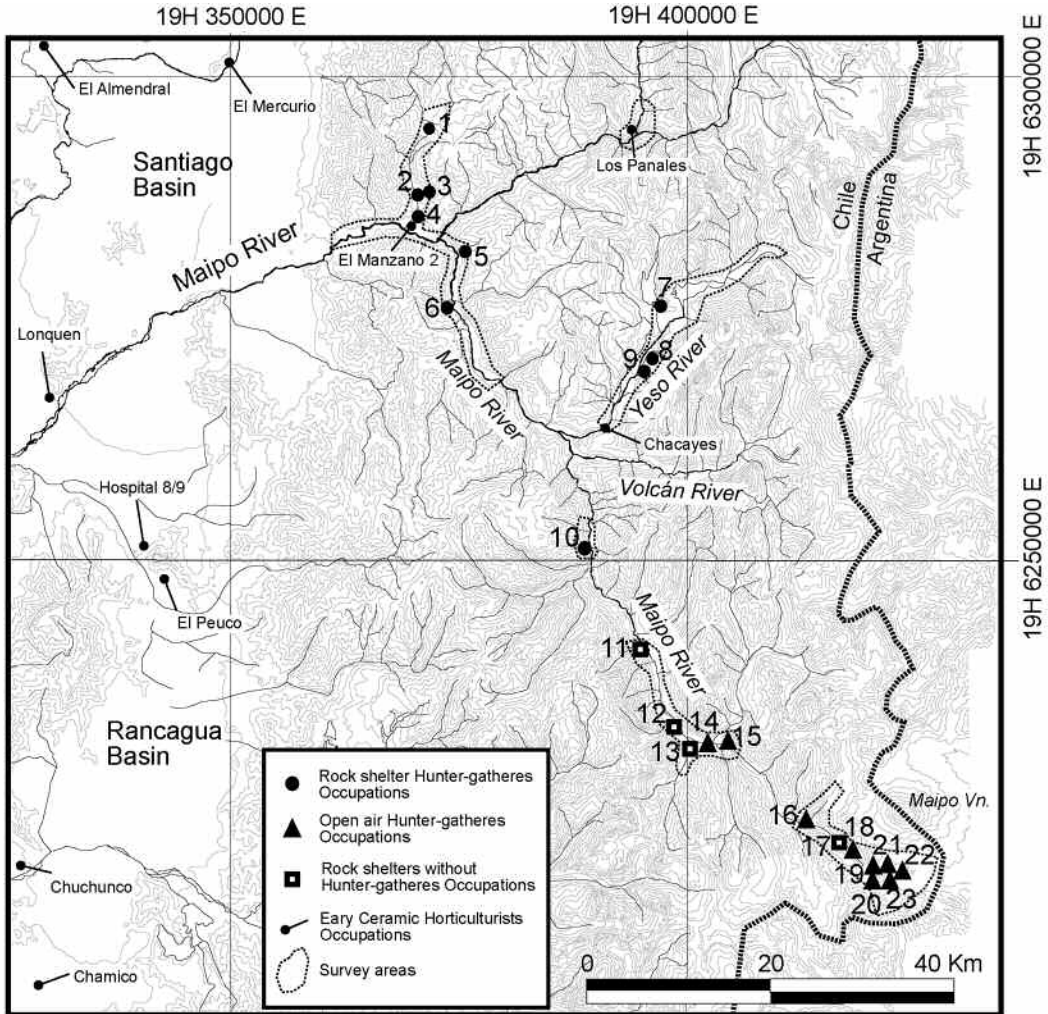 19H 350000 E
19H 400000 E
19H 6300000 E
El Almendral
El Mercurio
1
Los Panales
Santiago
Basin
2
3
4
Chile
Argentina
Maipo River
El Manzano 2
5
6
7
Lonquen
8
9
Maipo River
Yeso River
Chacayes
Hospital 8/9
Volcán River
10
19H 6250000 E
El Peuco
Maipo River
11
Rancagua
Basin
12
14
15
13
Maipo Vn.
16
18
21
17
22
19
20
23
Chuchunco
Chamico
Rock shelter Hunter-gatheres
Occupations
Open air Hunter-gatheres
Occupations
Rock shelters without
Hunter-gatheres Occupations
Eary Ceramic Horticulturists
Occupations
Survey areas
0
20
40 Km